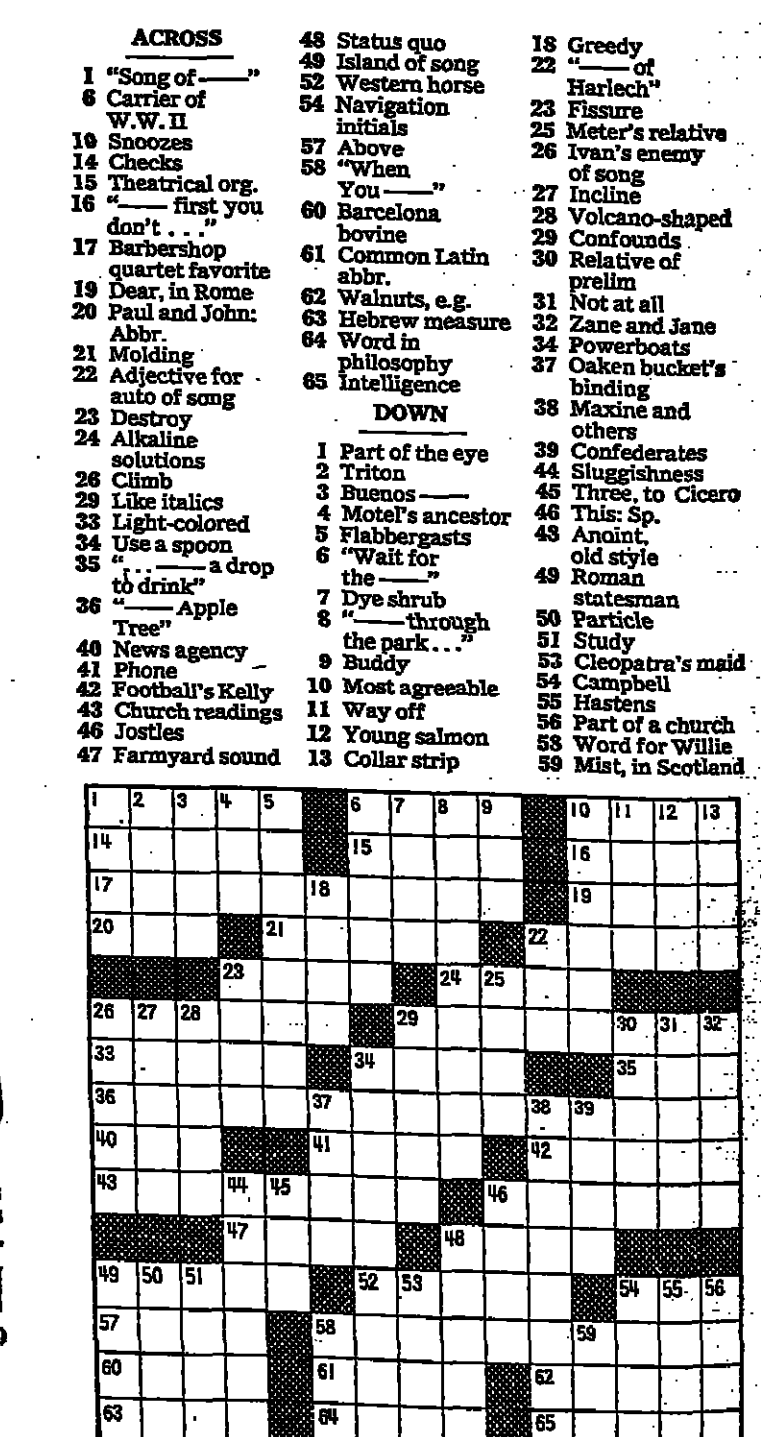 ACROSS
1 "Song of —"
6 Carrier of
W.W. II
10 Snoozes
14 Checks
15 Theatrical org.
16 "— first you
don't . . ."
17 Barbershop
quartet favorite
19 Dear, in Rome
20 Paul and John:
Abbr.
21 Molding
22 Adjective for
auto of song
23 Destroy
24 Alkaline
solutions
26 Climb
29 Like italics
33 Light-colored
34 Use a spoon
35 ". . . — a drop
to drink"
36 "— Apple
Tree"
40 News agency
41 Phone
42 Football's Kelly
43 Church readings
46 Jostles
47 Farmyard sound
48 Status quo
49 Island of song
52 Western horse
54 Navigation
initials
57 Above
58 "When
You —"
60 Barcelona
bovine
61 Common Latin
abbr.
62 Walnuts, e.g.
63 Hebrew measure
64 Word in
philosophy
65 Intelligence
DOWN
1 Part of the eye
2 Triton
3 Buenos —
4 Motel's ancestor
5 Flabbergasts
6 "Wait for
the —"
7 Dye shrub
8 "— through
the park . . ."
9 Buddy
10 Most agreeable
11 Way off
12 Young salmon
13 Collar strip
18 Greedy
22 "— of
Harlech"
23 Fissure
25 Meter's relative
26 Ivan's enemy
of song
27 Incline
28 Volcano-shaped
29 Confounds
30 Relative of
prelim
31 Not at all
32 Zane and Jane
34 Powerboats
37 Oaken bucket's
binding
38 Maxine and
others
39 Confederates
44 Sluggishness
45 Three, to Cicero
46 This: Sp.
48 Anoint,
old style
49 Roman
statesman
50 Particle
51 Study
53 Cleopatra's maid
54 Campbell
55 Hastens
56 Part of a church
58 Word for Willie
59 Mist, in Scotland
1 2 3 4 5 6 7 8 9 10 11 12 13
14 15 16
17 18 19
20 21 22
23 24 25
26 27 28 29 30 31 32
33 34 35
36 37 38 39
40 41 42
43 44 45 46
47 48
49 50 51 52 53 54 55 56
57 58 59
60 61 62
63 64 65